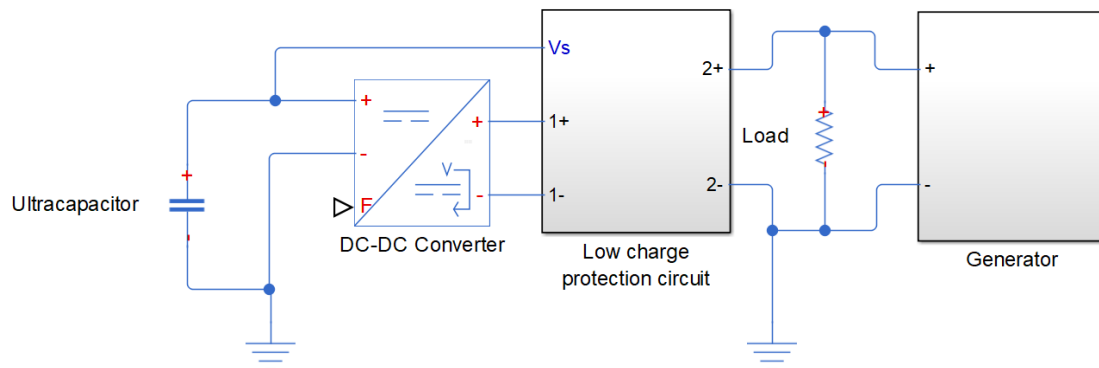 Vs
2+
+
+
+
1+
+
Load
-
+
-
V
2-
-
-
1-
Ultracapacitor
F
-
DC-DC Converter
Low charge
protection circuit
Generator